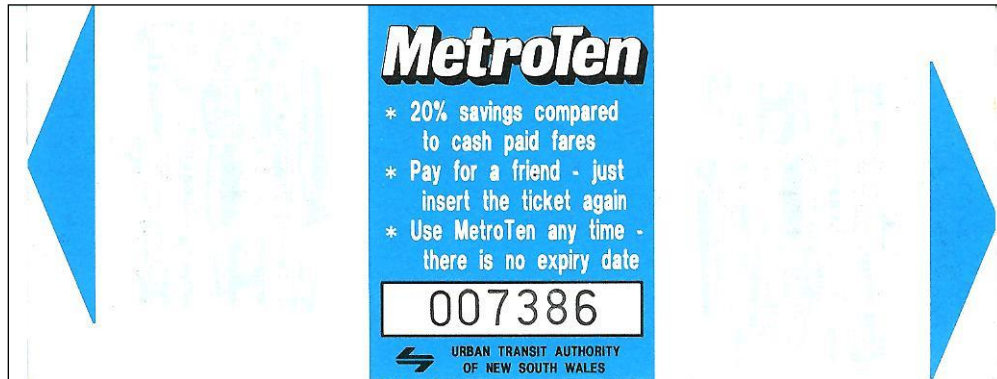 MetroTen
* 20% savings compared
to cash paid fares
* Pay for a friend - just
insert the ticket again
* Use MetroTen any time -
there is no expiry date
007386
URBAN TRANSIT AUTHORITY
OF NEW SOUTH WALES